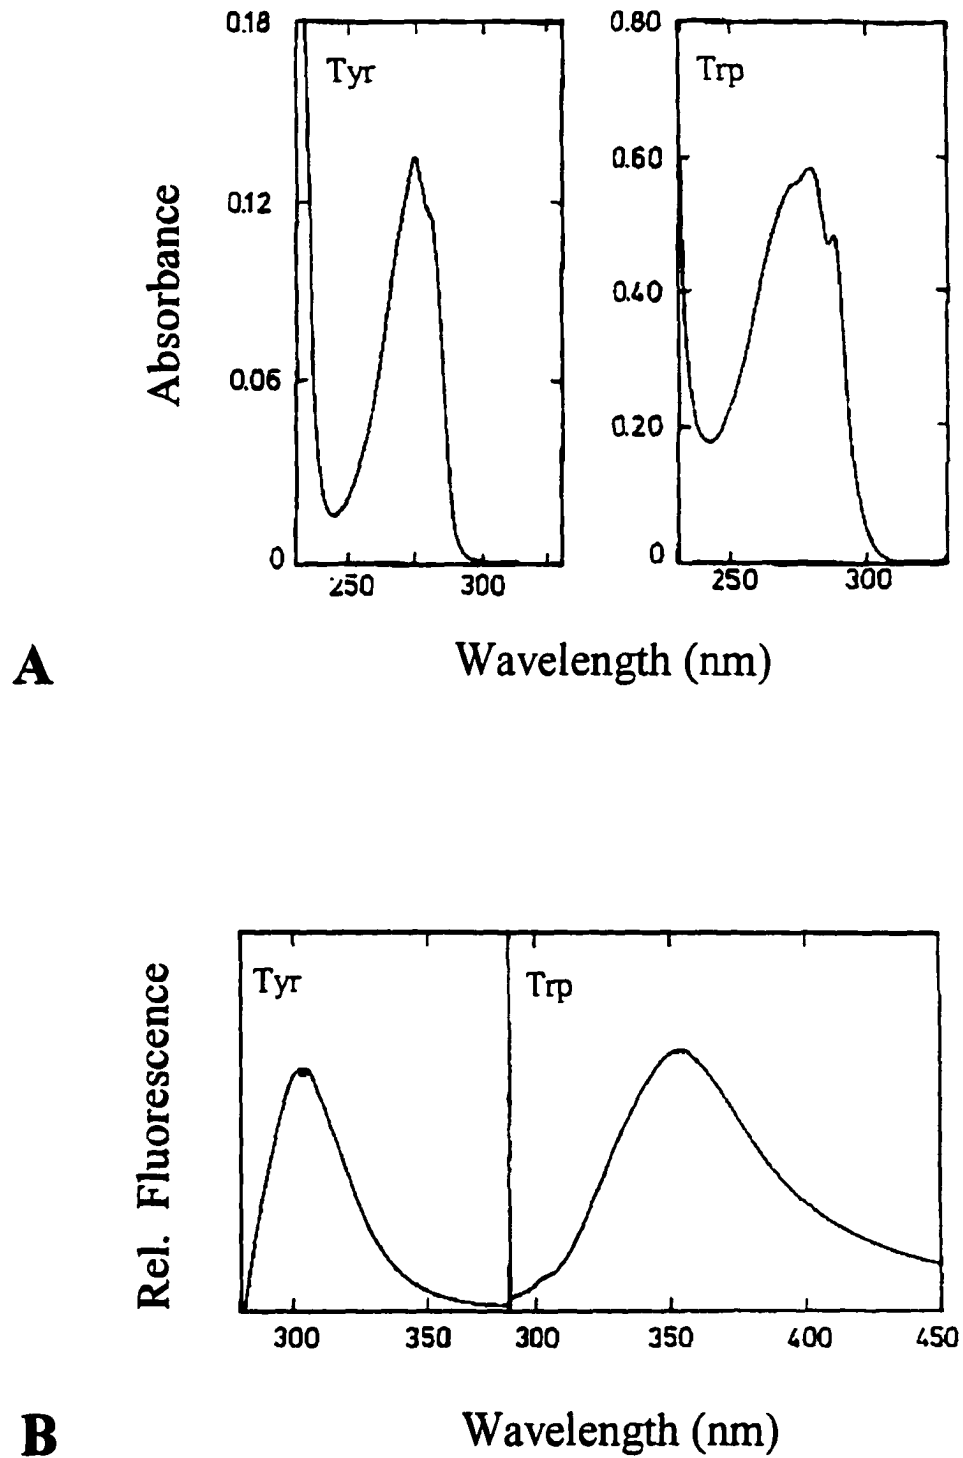 Tyr
Trp
0.18
0.12
0.06
0
0.80
0.60
0.40
0.20
0
Absorbance
250 300
250 300
Wavelength (nm)
A
Tyr
Trp
Rel. Fluorescence
300 350 300 350 400 450
Wavelength (nm)
B